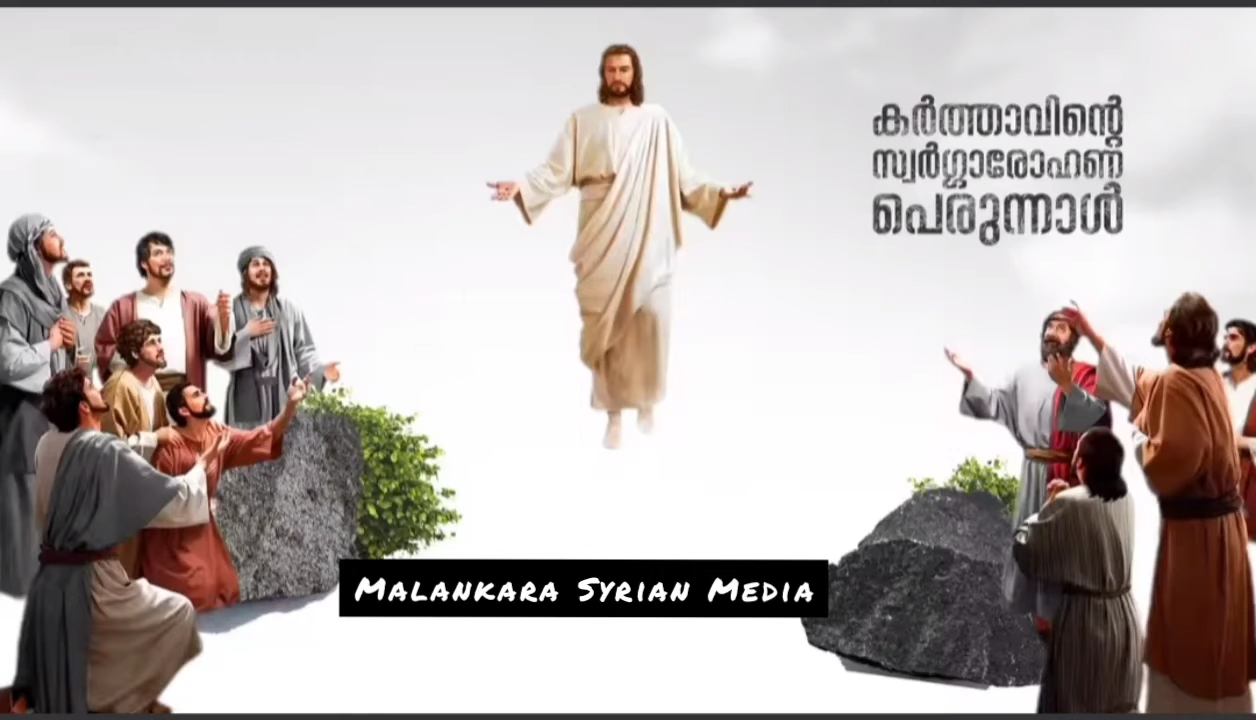 കർത്താവിന്റെ
സ്വർഗ്ഗാരോഹണ
പെരുന്നാൾ
Malankara Syrian Media